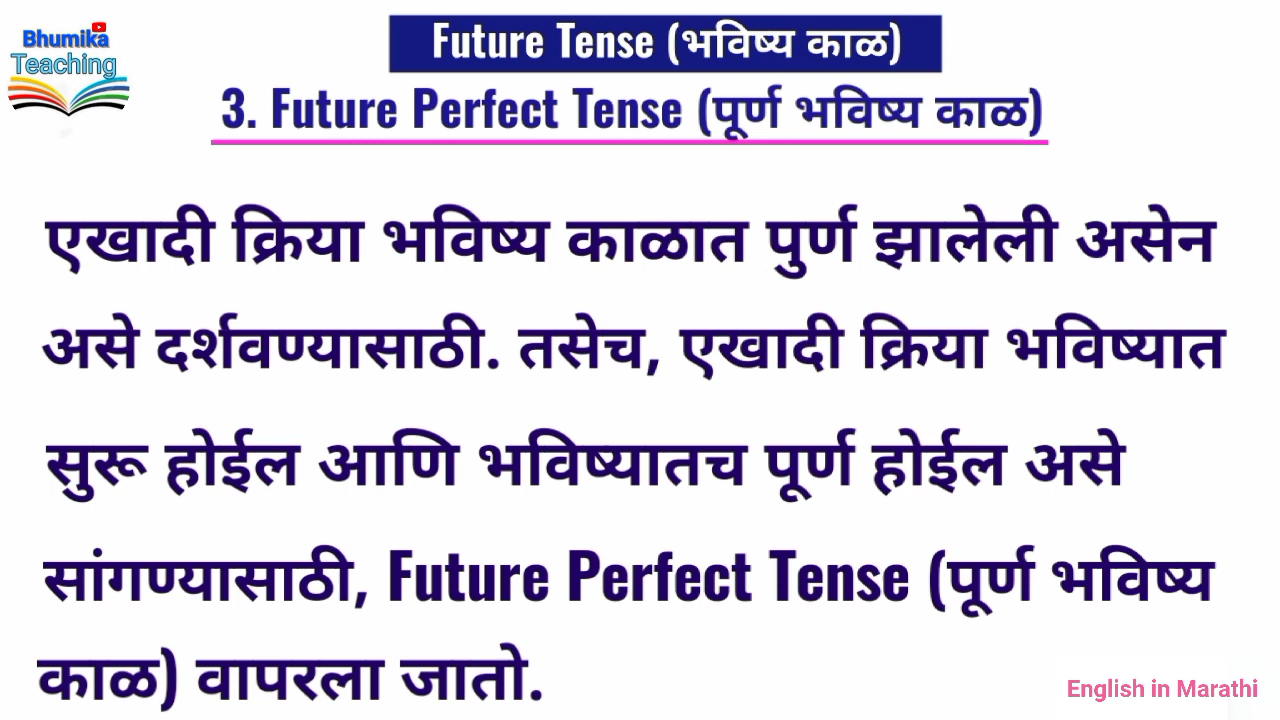 Bhumika
Teaching
Future Tense (भविष्य काळ)
3. Future Perfect Tense (पूर्ण भविष्य काळ)
एखादी क्रिया भविष्य काळात पुर्ण झालेली असेन
असे दर्शवण्यासाठी. तसेच, एखादी क्रिया भविष्यात
सुरू होईल आणि भविष्यातच पूर्ण होईल असे
सांगण्यासाठी, Future Perfect Tense (पूर्ण भविष्य
काळ) वापरला जातो.
English in Marathi